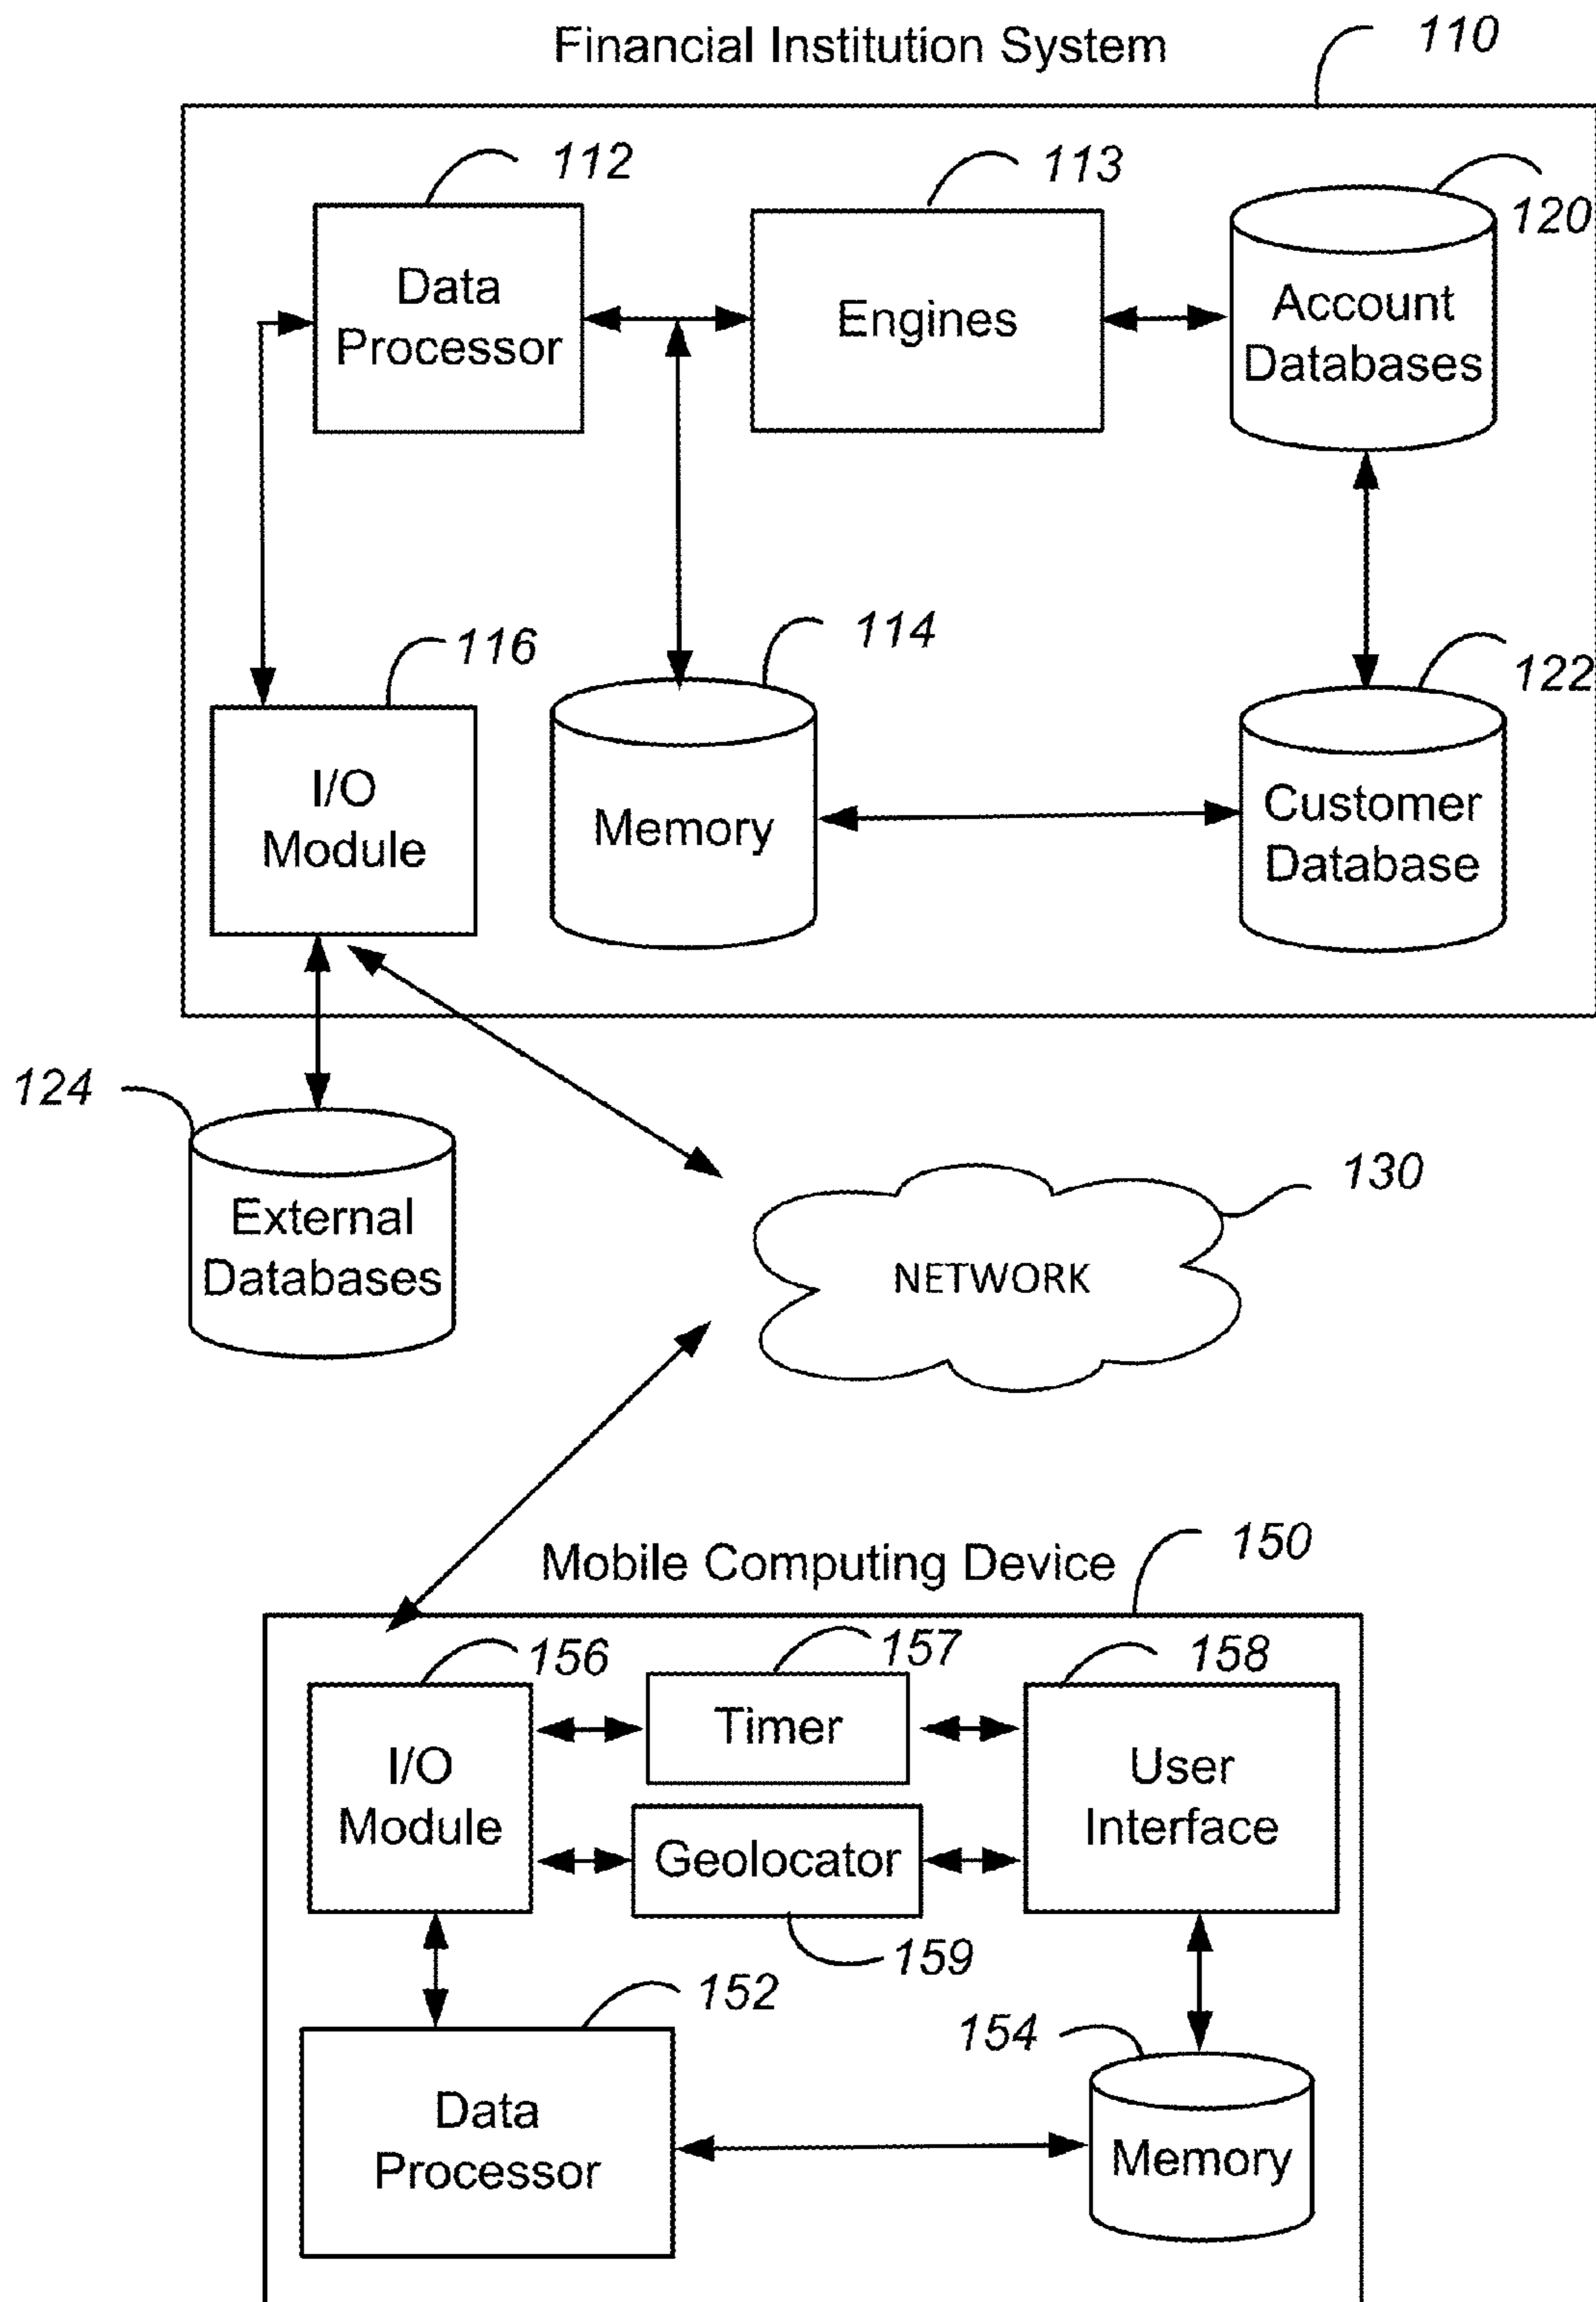 Financial Institution System
110
112
113
120
Data
Processor
Engines
Account
Databases
116
114
122
I/O
Module
Memory
Customer
Database
124
External
Databases
130
NETWORK
Mobile Computing Device
150
156
157
158
I/O
Module
Timer
User
Interface
Geolocator
159
152
154
Data
Processor
Memory